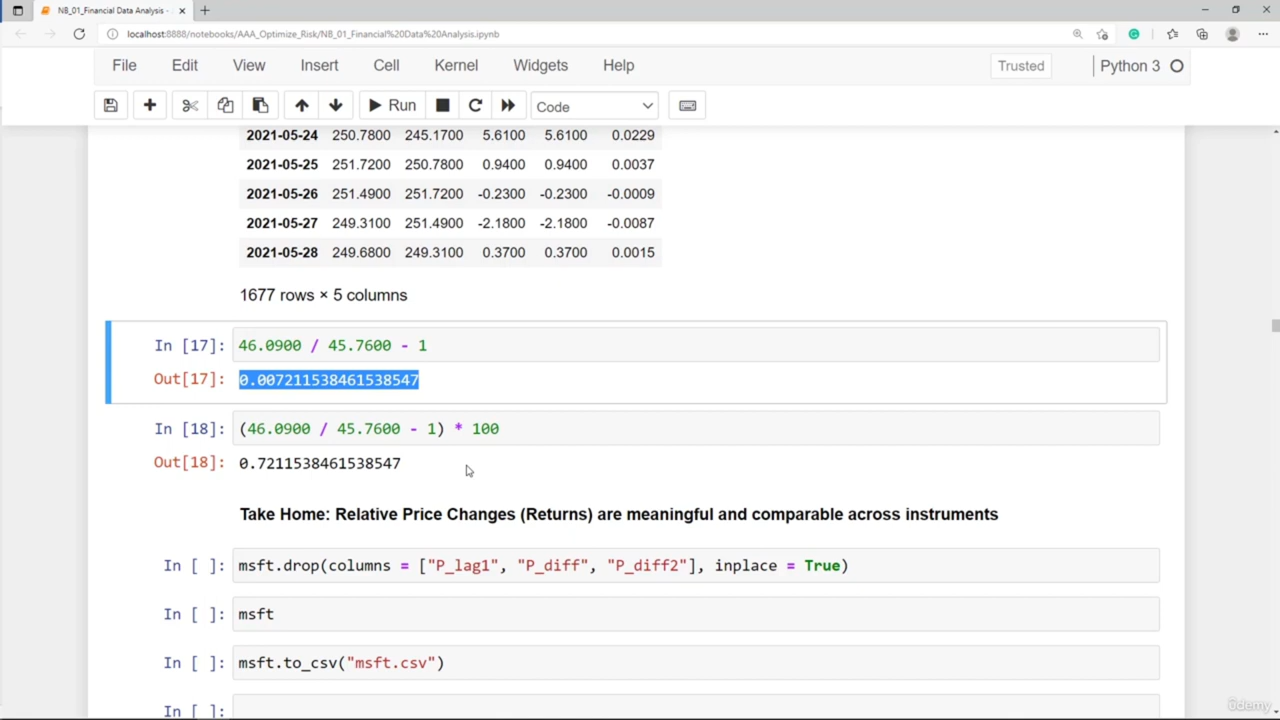 NB_01_Financial Data Analysis -
localhost:8888/notebooks/AAA_Optimize_Risk/NB_01_Financial%20Data%20Analysis.ipynb
File Edit View Insert Cell Kernel Widgets Help Trusted Python 3
Run Code
2021-05-24 250.7800 245.1700 5.6100 5.6100 0.0229
2021-05-25 251.7200 250.7800 0.9400 0.9400 0.0037
2021-05-26 251.4900 251.7200 -0.2300 -0.2300 -0.0009
2021-05-27 249.3100 251.4900 -2.1800 -2.1800 -0.0087
2021-05-28 249.6800 249.3100 0.3700 0.3700 0.0015
1677 rows × 5 columns
In [17]: 46.0900 / 45.7600 - 1
Out[17]: 0.007211538461538547
In [18]: (46.0900 / 45.7600 - 1) * 100
Out[18]: 0.7211538461538547
Take Home: Relative Price Changes (Returns) are meaningful and comparable across instruments
In [ ]: msft.drop(columns = ["P_lag1", "P_diff", "P_diff2"], inplace = True)
In [ ]: msft
In [ ]: msft.to_csv("msft.csv")
In [ ]:
ûdemy